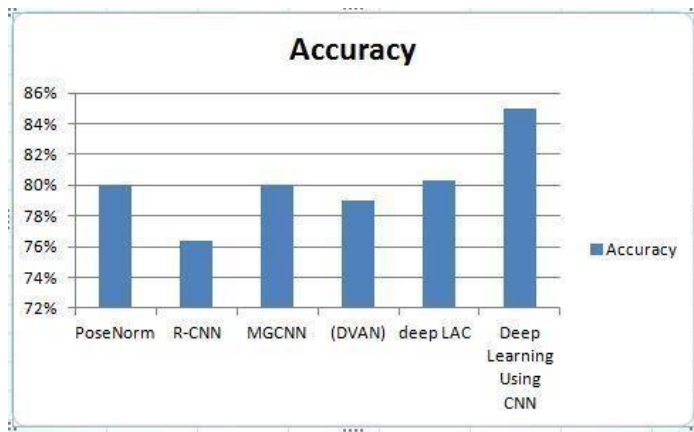 Accuracy
86%
84%
82%
80%
78%
76%
74%
72%
PoseNorm R-CNN MGCNN (DVAN) deep LAC Deep
Learning
Using
CNN
Accuracy